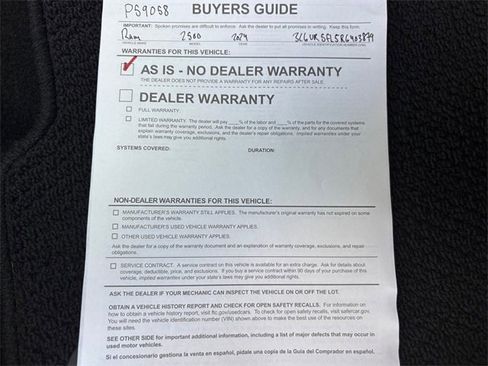 PS9058
BUYERS GUIDE
IMPORTANT: Spoken promises are difficult to enforce. Ask the dealer to put all promises in writing. Keep this form.
Ram 2500 2024
VEHICLE MAKE MODEL YEAR VEHICLE IDENTIFICATION NUMBER (VIN)
WARRANTIES FOR THIS VEHICLE:
AS IS - NO DEALER WARRANTY
THE DEALER DOES NOT PROVIDE A WARRANTY FOR ANY REPAIRS AFTER SALE.
DEALER WARRANTY
FULL WARRANTY.
LIMITED WARRANTY. The dealer will pay ___% of the labor and ___% of the parts for the covered systems
that fail during the warranty period. Ask the dealer for a copy of the warranty, and for any documents that
explain warranty coverage, exclusions, and the dealer's repair obligations. Implied warranties under your
state's laws may give you additional rights.
SYSTEMS COVERED: DURATION:
NON-DEALER WARRANTIES FOR THIS VEHICLE:
MANUFACTURER'S WARRANTY STILL APPLIES. The manufacturer's original warranty has not expired on some
components of the vehicle.
MANUFACTURER'S USED VEHICLE WARRANTY APPLIES.
OTHER USED VEHICLE WARRANTY APPLIES.
Ask the dealer for a copy of the warranty document and an explanation of warranty coverage, exclusions, and repair
obligations.
SERVICE CONTRACT. A service contract on this vehicle is available for an extra charge. Ask for details about
coverage, deductible, price, and exclusions. If you buy a service contract within 90 days of your purchase of this
vehicle, implied warranties under your state's laws may give you additional rights.
ASK THE DEALER IF YOUR MECHANIC CAN INSPECT THE VEHICLE ON OR OFF THE LOT.
OBTAIN A VEHICLE HISTORY REPORT AND CHECK FOR OPEN SAFETY RECALLS. For information on
how to obtain a vehicle history report, visit ftc.gov/usedcars. To check for open safety recalls, visit safercar.gov.
You will need the vehicle identification number (VIN) shown above to make the best use of the resources on
these sites.
SEE OTHER SIDE for important additional information, including a list of major defects that may occur in
used motor vehicles.
Si el concesionario gestiona la venta en español, pídale una copia de la Guía del Comprador en español.